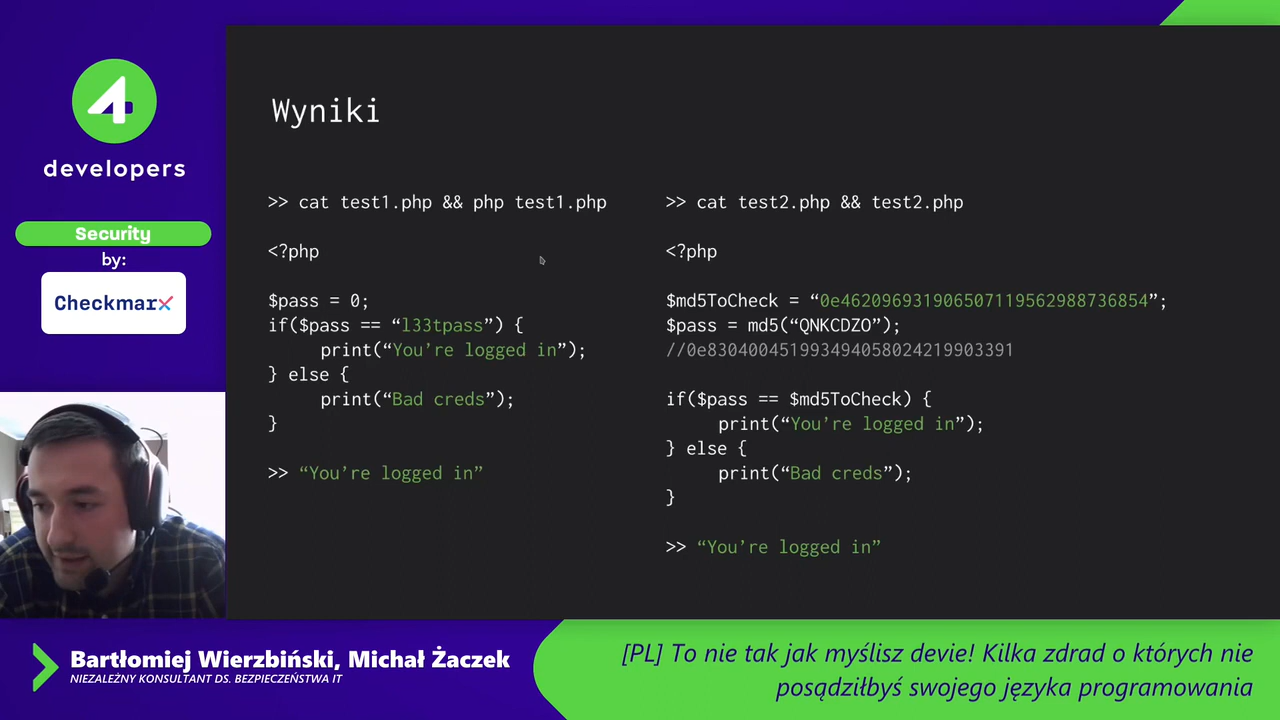 4
developers
Security
by:
Checkmarx
Wyniki
>> cat test1.php && php test1.php
<?php
$pass = 0;
if($pass == “l33tpass”) {
print(“You’re logged in”);
} else {
print(“Bad creds”);
}
>> “You’re logged in”
>> cat test2.php && test2.php
<?php
$md5ToCheck = “0e462096931906507119562988736854”;
$pass = md5(“QNKCDZO”);
//0e830400451993494058024219903391
if($pass == $md5ToCheck) {
print(“You’re logged in”);
} else {
print(“Bad creds”);
}
>> “You’re logged in”
Bartłomiej Wierzbiński, Michał Żaczek
NIEZALEŻNY KONSULTANT DS. BEZPIECZEŃSTWA IT
[PL] To nie tak jak myślisz devie! Kilka zdrad o których nie
posądziłbyś swojego języka programowania